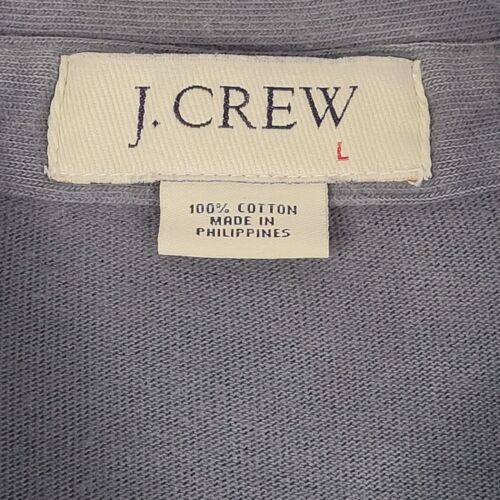 J. CREW
L
100% COTTON
MADE IN
PHILIPPINES